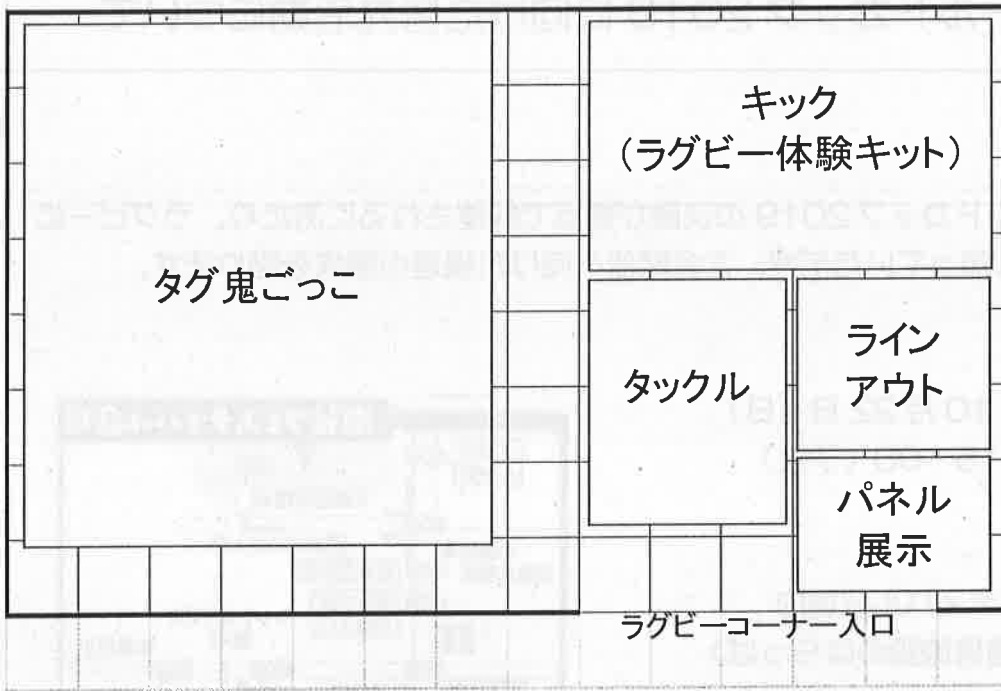 タグ鬼ごっこ
キック
(ラグビー体験キット)
タックル
ライン
アウト
パネル
展示
ラグビーコーナー入口